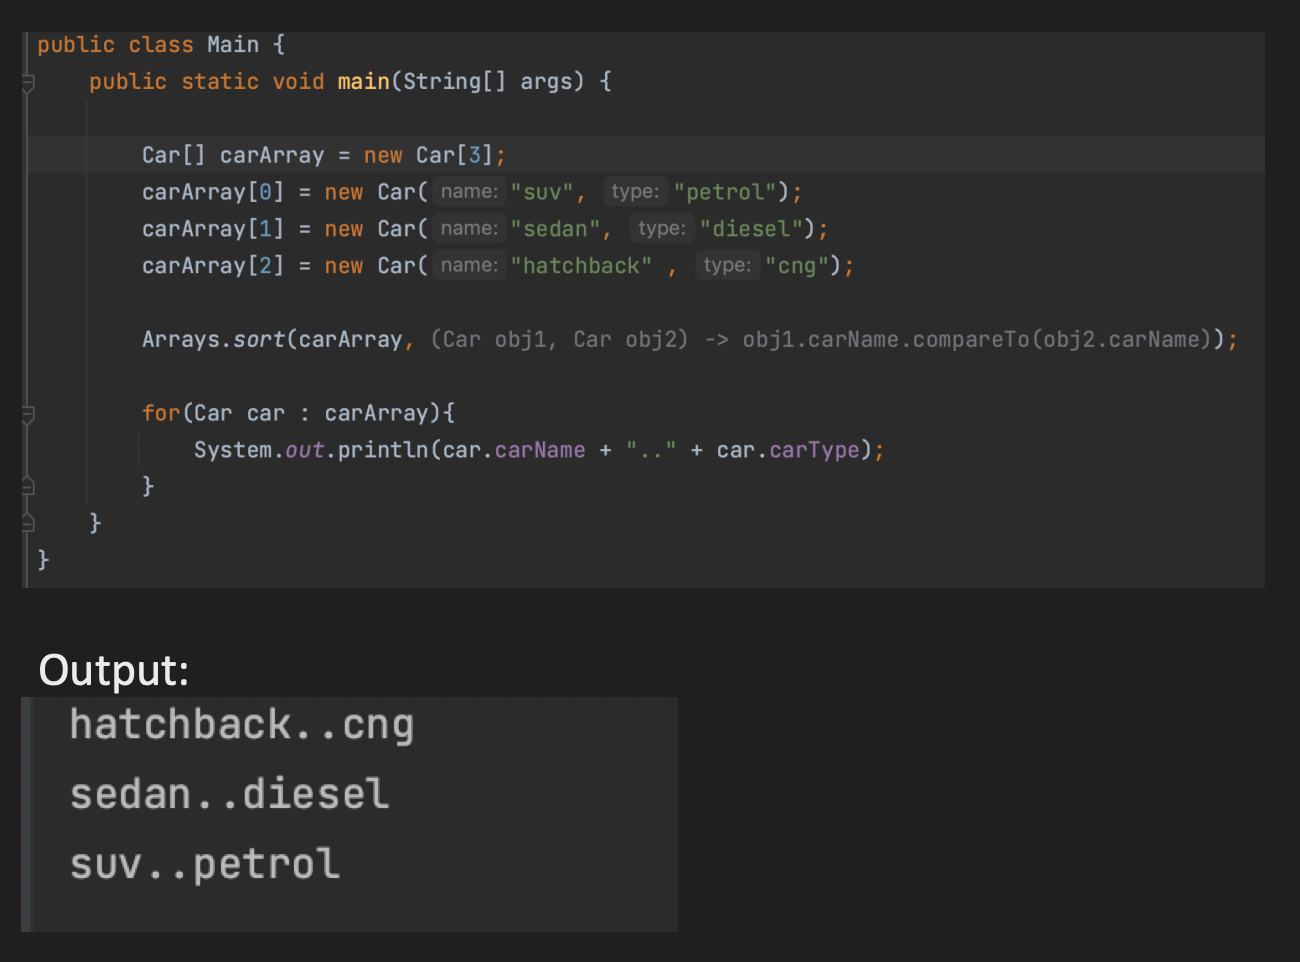 public class Main {
public static void main(String[] args) {
Car[] carArray = new Car[3];
carArray[0] = new Car( name: "suv", type: "petrol");
carArray[1] = new Car( name: "sedan", type: "diesel");
carArray[2] = new Car( name: "hatchback" , type: "cng");
Arrays.sort(carArray, (Car obj1, Car obj2) -> obj1.carName.compareTo(obj2.carName));
for(Car car : carArray){
System.out.println(car.carName + ".." + car.carType);
}
}
}
Output:
hatchback..cng
sedan..diesel
suv..petrol